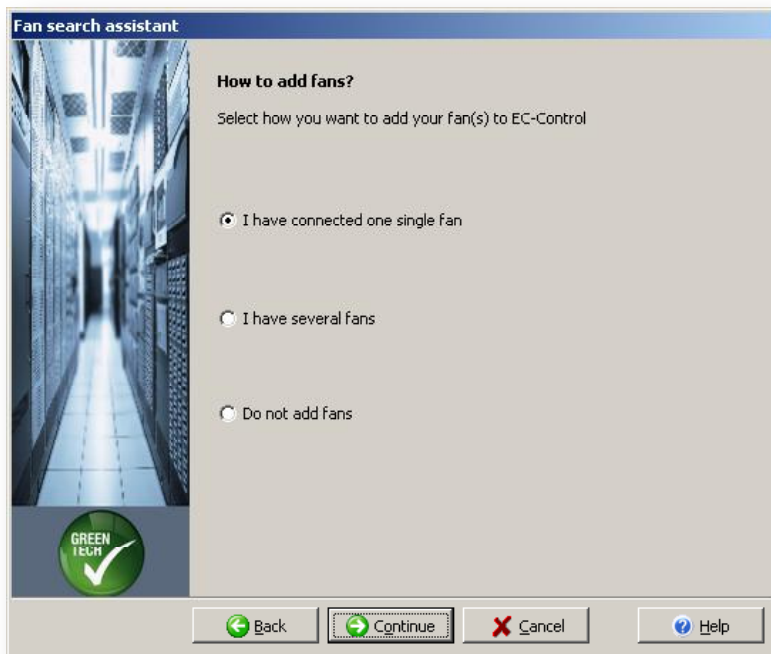 Fan search assistant
How to add fans?
Select how you want to add your fan(s) to EC-Control
I have connected one single fan
I have several fans
Do not add fans
GREEN
TECH
Back
Continue
Cancel
Help